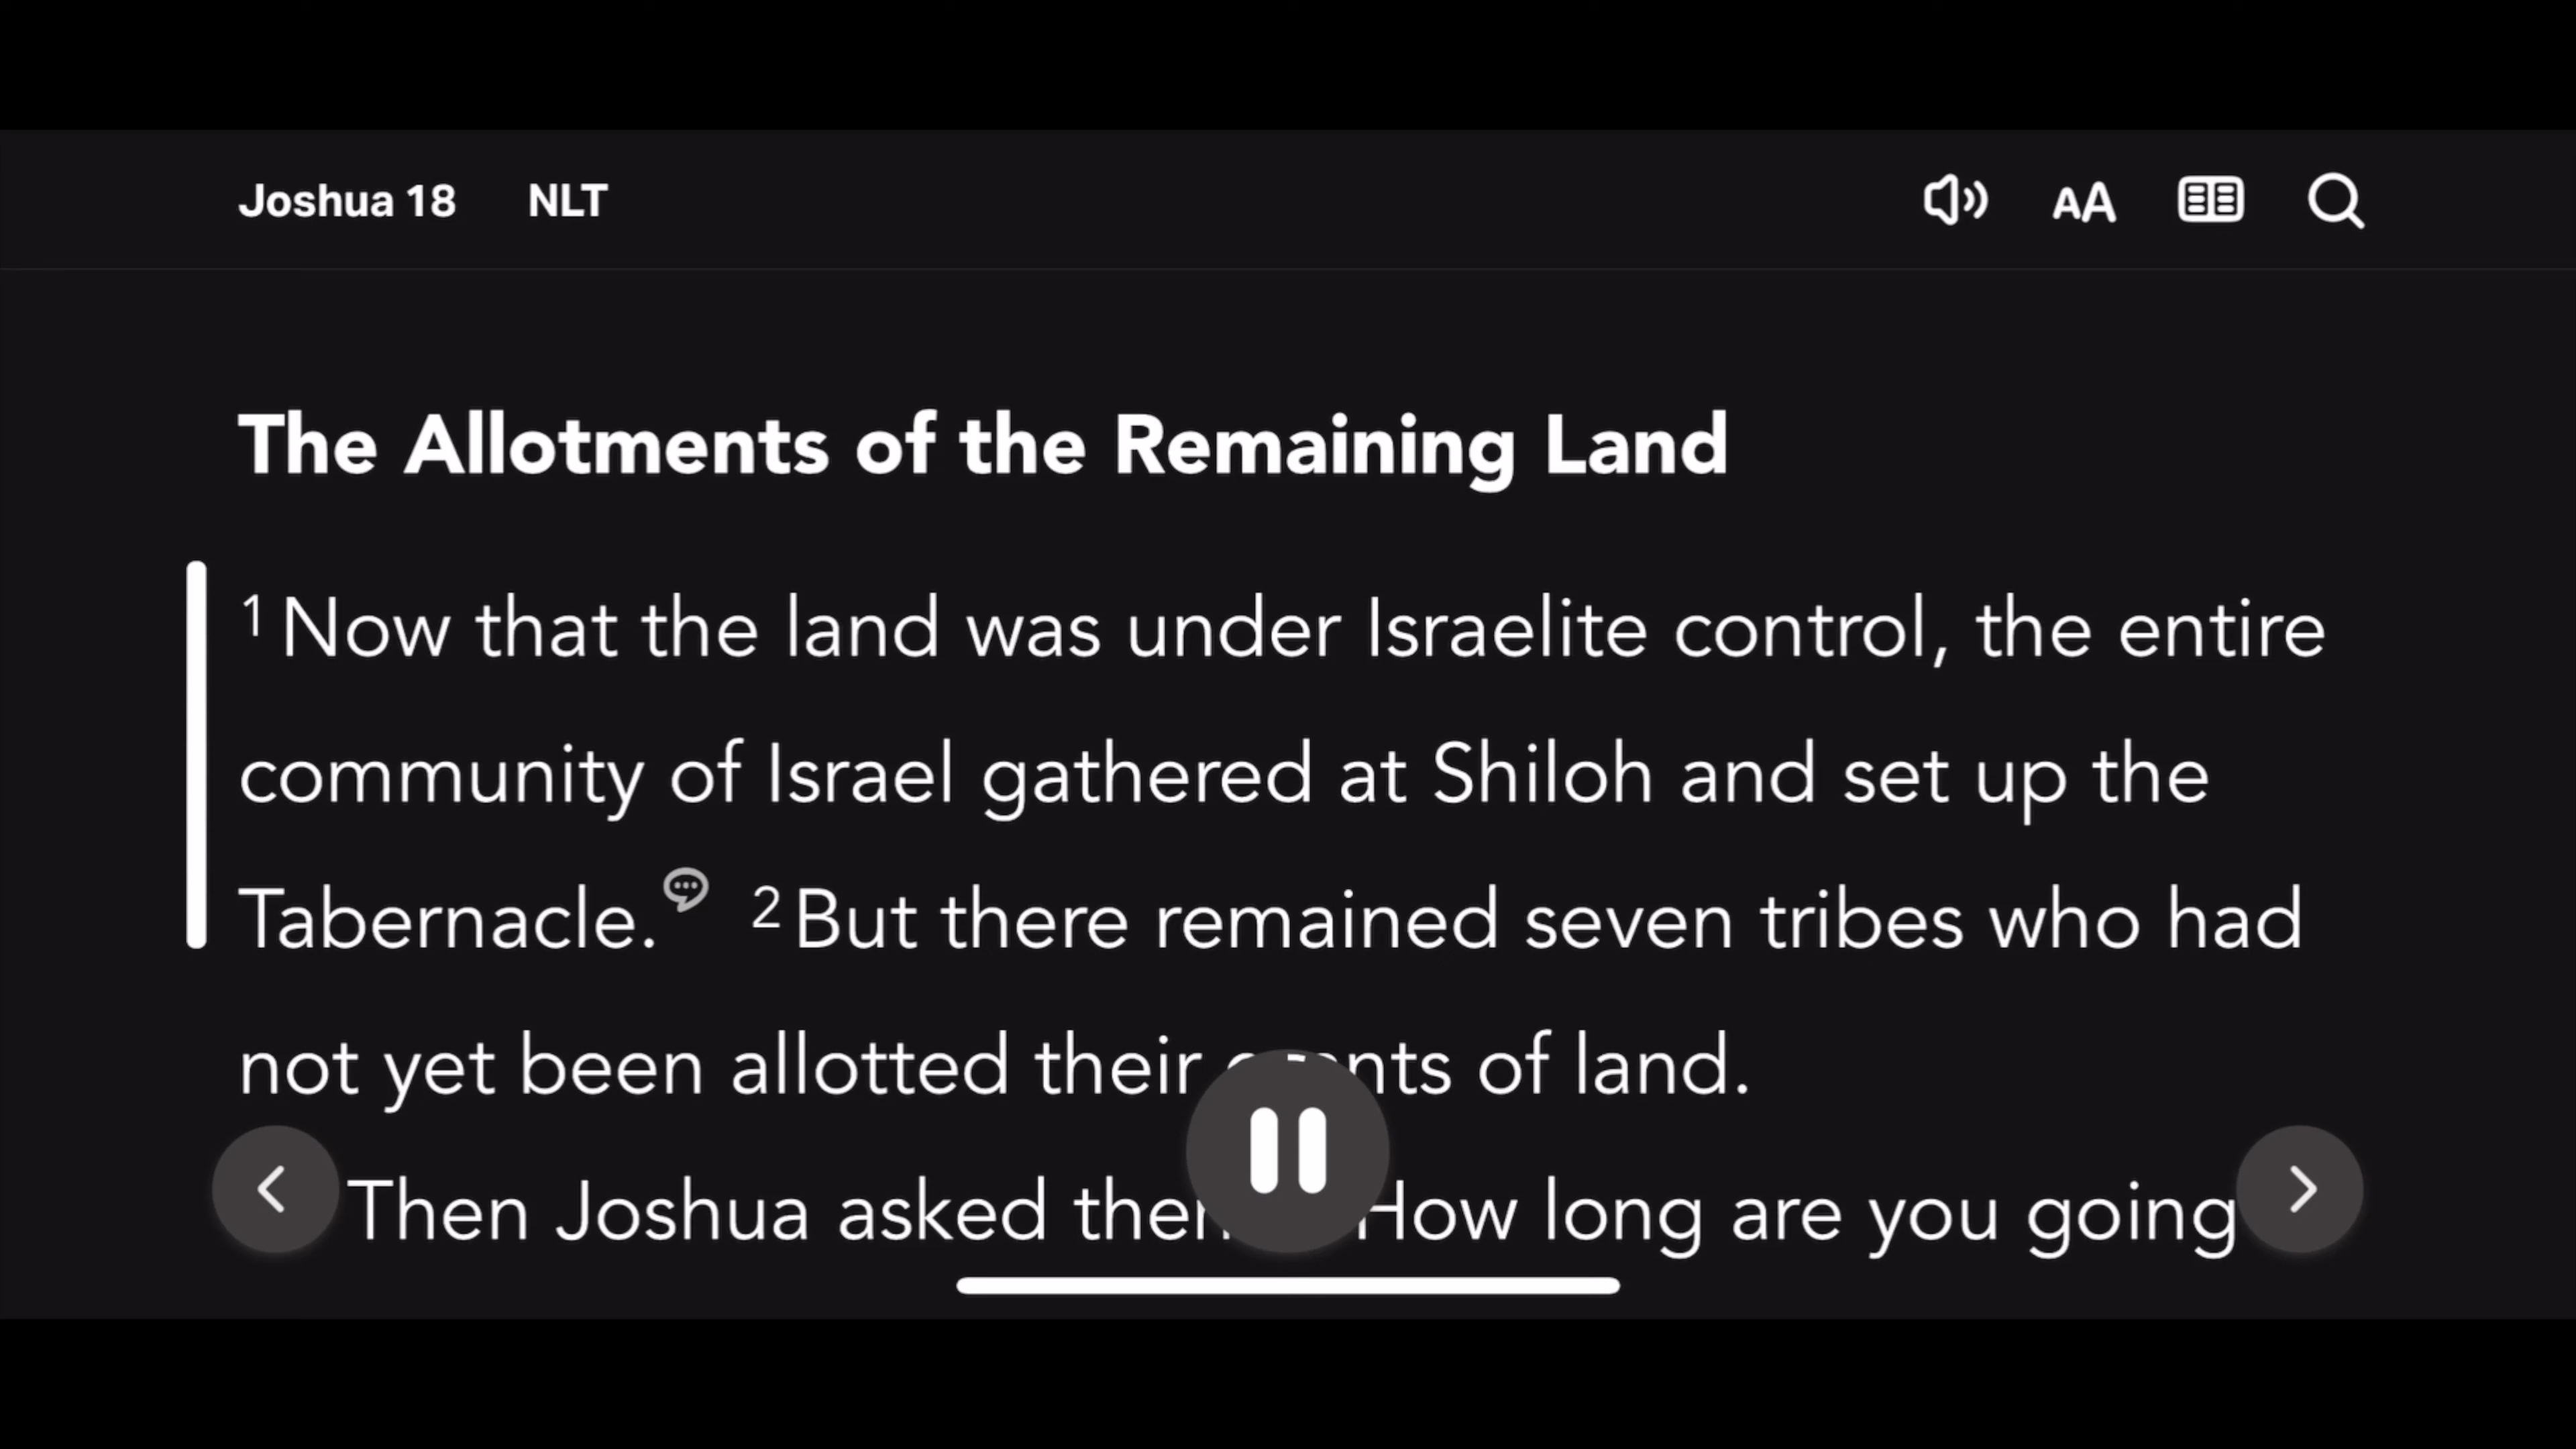 Joshua 18 NLT
AA
The Allotments of the Remaining Land
1 Now that the land was under Israelite control, the entire
community of Israel gathered at Shiloh and set up the
Tabernacle. 2 But there remained seven tribes who had
not yet been allotted their of land.
Then Joshua asked How long are you going